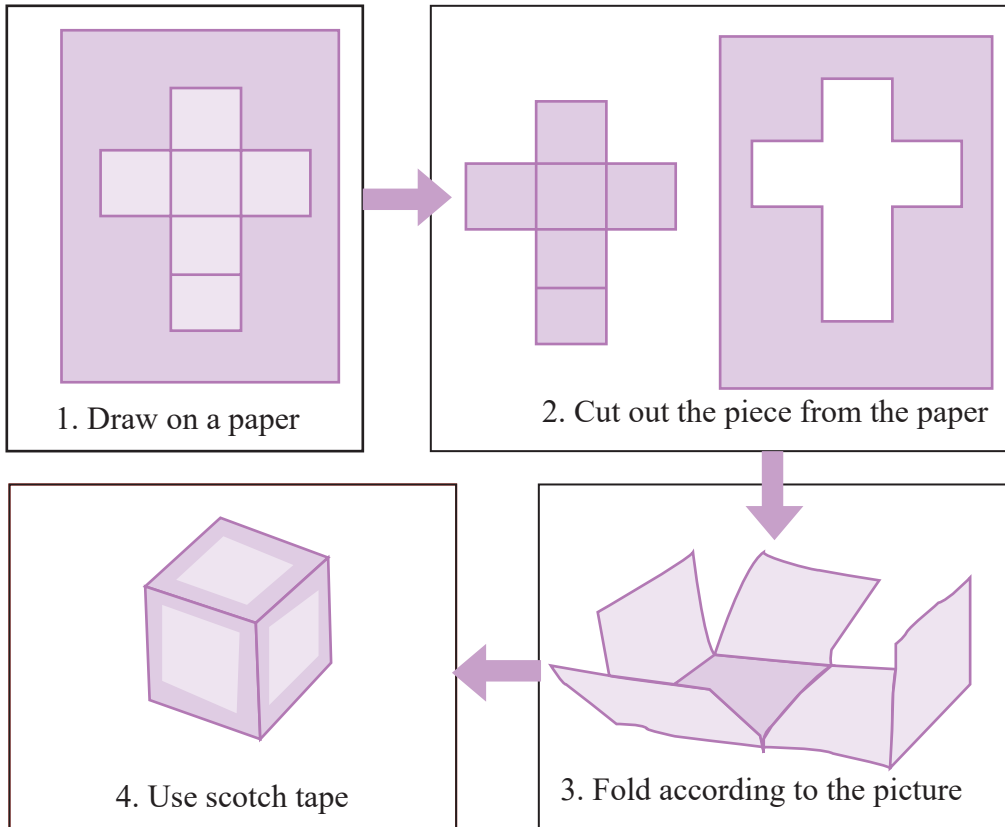 1. Draw on a paper
2. Cut out the piece from the paper
3. Fold according to the picture
4. Use scotch tape